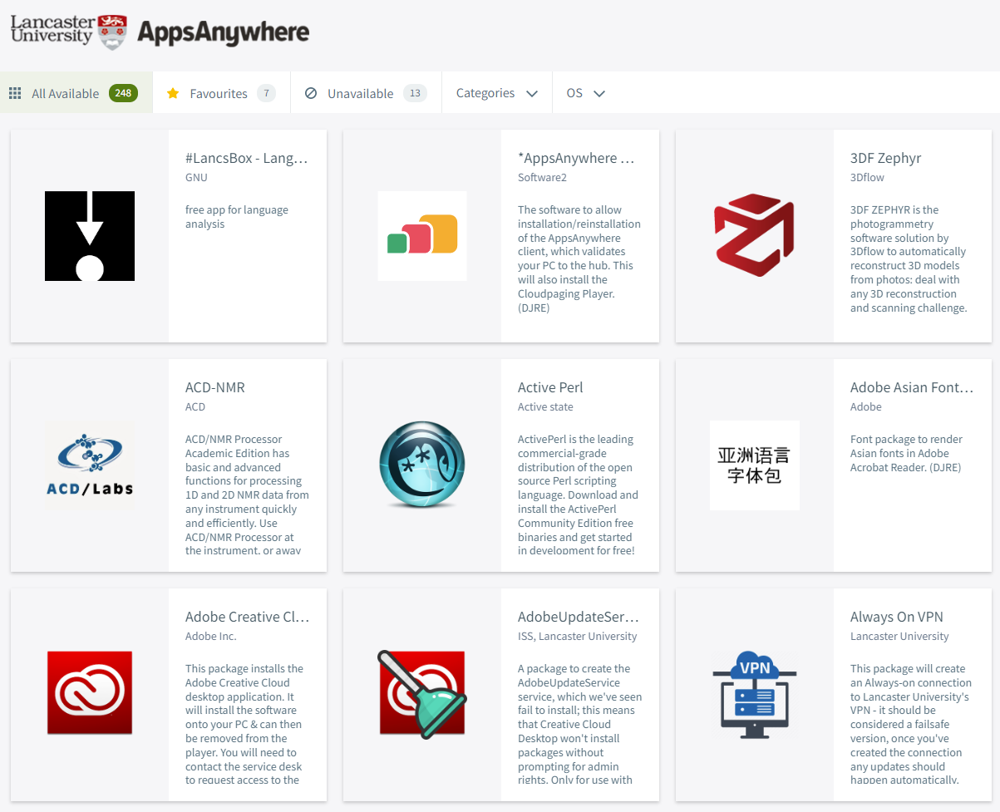 Lancaster
University
AppsAnywhere
All Available 248
Favourites 7
Unavailable 13
Categories
OS
#LancsBox - Lang…
GNU
free app for language
analysis
*AppsAnywhere …
Software2
The software to allow
installation/reinstallation
of the AppsAnywhere
client, which validates
your PC to the hub. This
will also install the
Cloudpaging Player.
(DJRE)
3DF Zephyr
3Dflow
3DF ZEPHYR is the
photogrammetry
software solution by
3Dflow to automatically
reconstruct 3D models
from photos: deal with
any 3D reconstruction
and scanning challenge.
ACD/Labs
ACD-NMR
ACD
ACD/NMR Processor
Academic Edition has
basic and advanced
functions for processing
1D and 2D NMR data from
any instrument quickly
and efficiently. Use
ACD/NMR Processor at
the instrument, or away
Active Perl
Active state
ActivePerl is the leading
commercial-grade
distribution of the open
source Perl scripting
language. Download and
install the ActivePerl
Community Edition free
binaries and get started
in development for free!
亚洲语言
字体包
Adobe Asian Font…
Adobe
Font package to render
Asian fonts in Adobe
Acrobat Reader. (DJRE)
Adobe Creative Cl…
Adobe Inc.
This package installs the
Adobe Creative Cloud
desktop application. It
will install the software
onto your PC & can then
be removed from the
player. You will need to
contact the service desk
to request access to the
AdobeUpdateSer…
ISS, Lancaster University
A package to create the
AdobeUpdateService
service, which we've seen
fail to install; this means
that Creative Cloud
Desktop won't install
packages without
prompting for admin
rights. Only for use with
VPN
Always On VPN
Lancaster University
This package will create
an Always-on connection
to Lancaster University's
VPN - it should be
considered a failsafe
version, once you've
created the connection
any updates should
happen automatically.